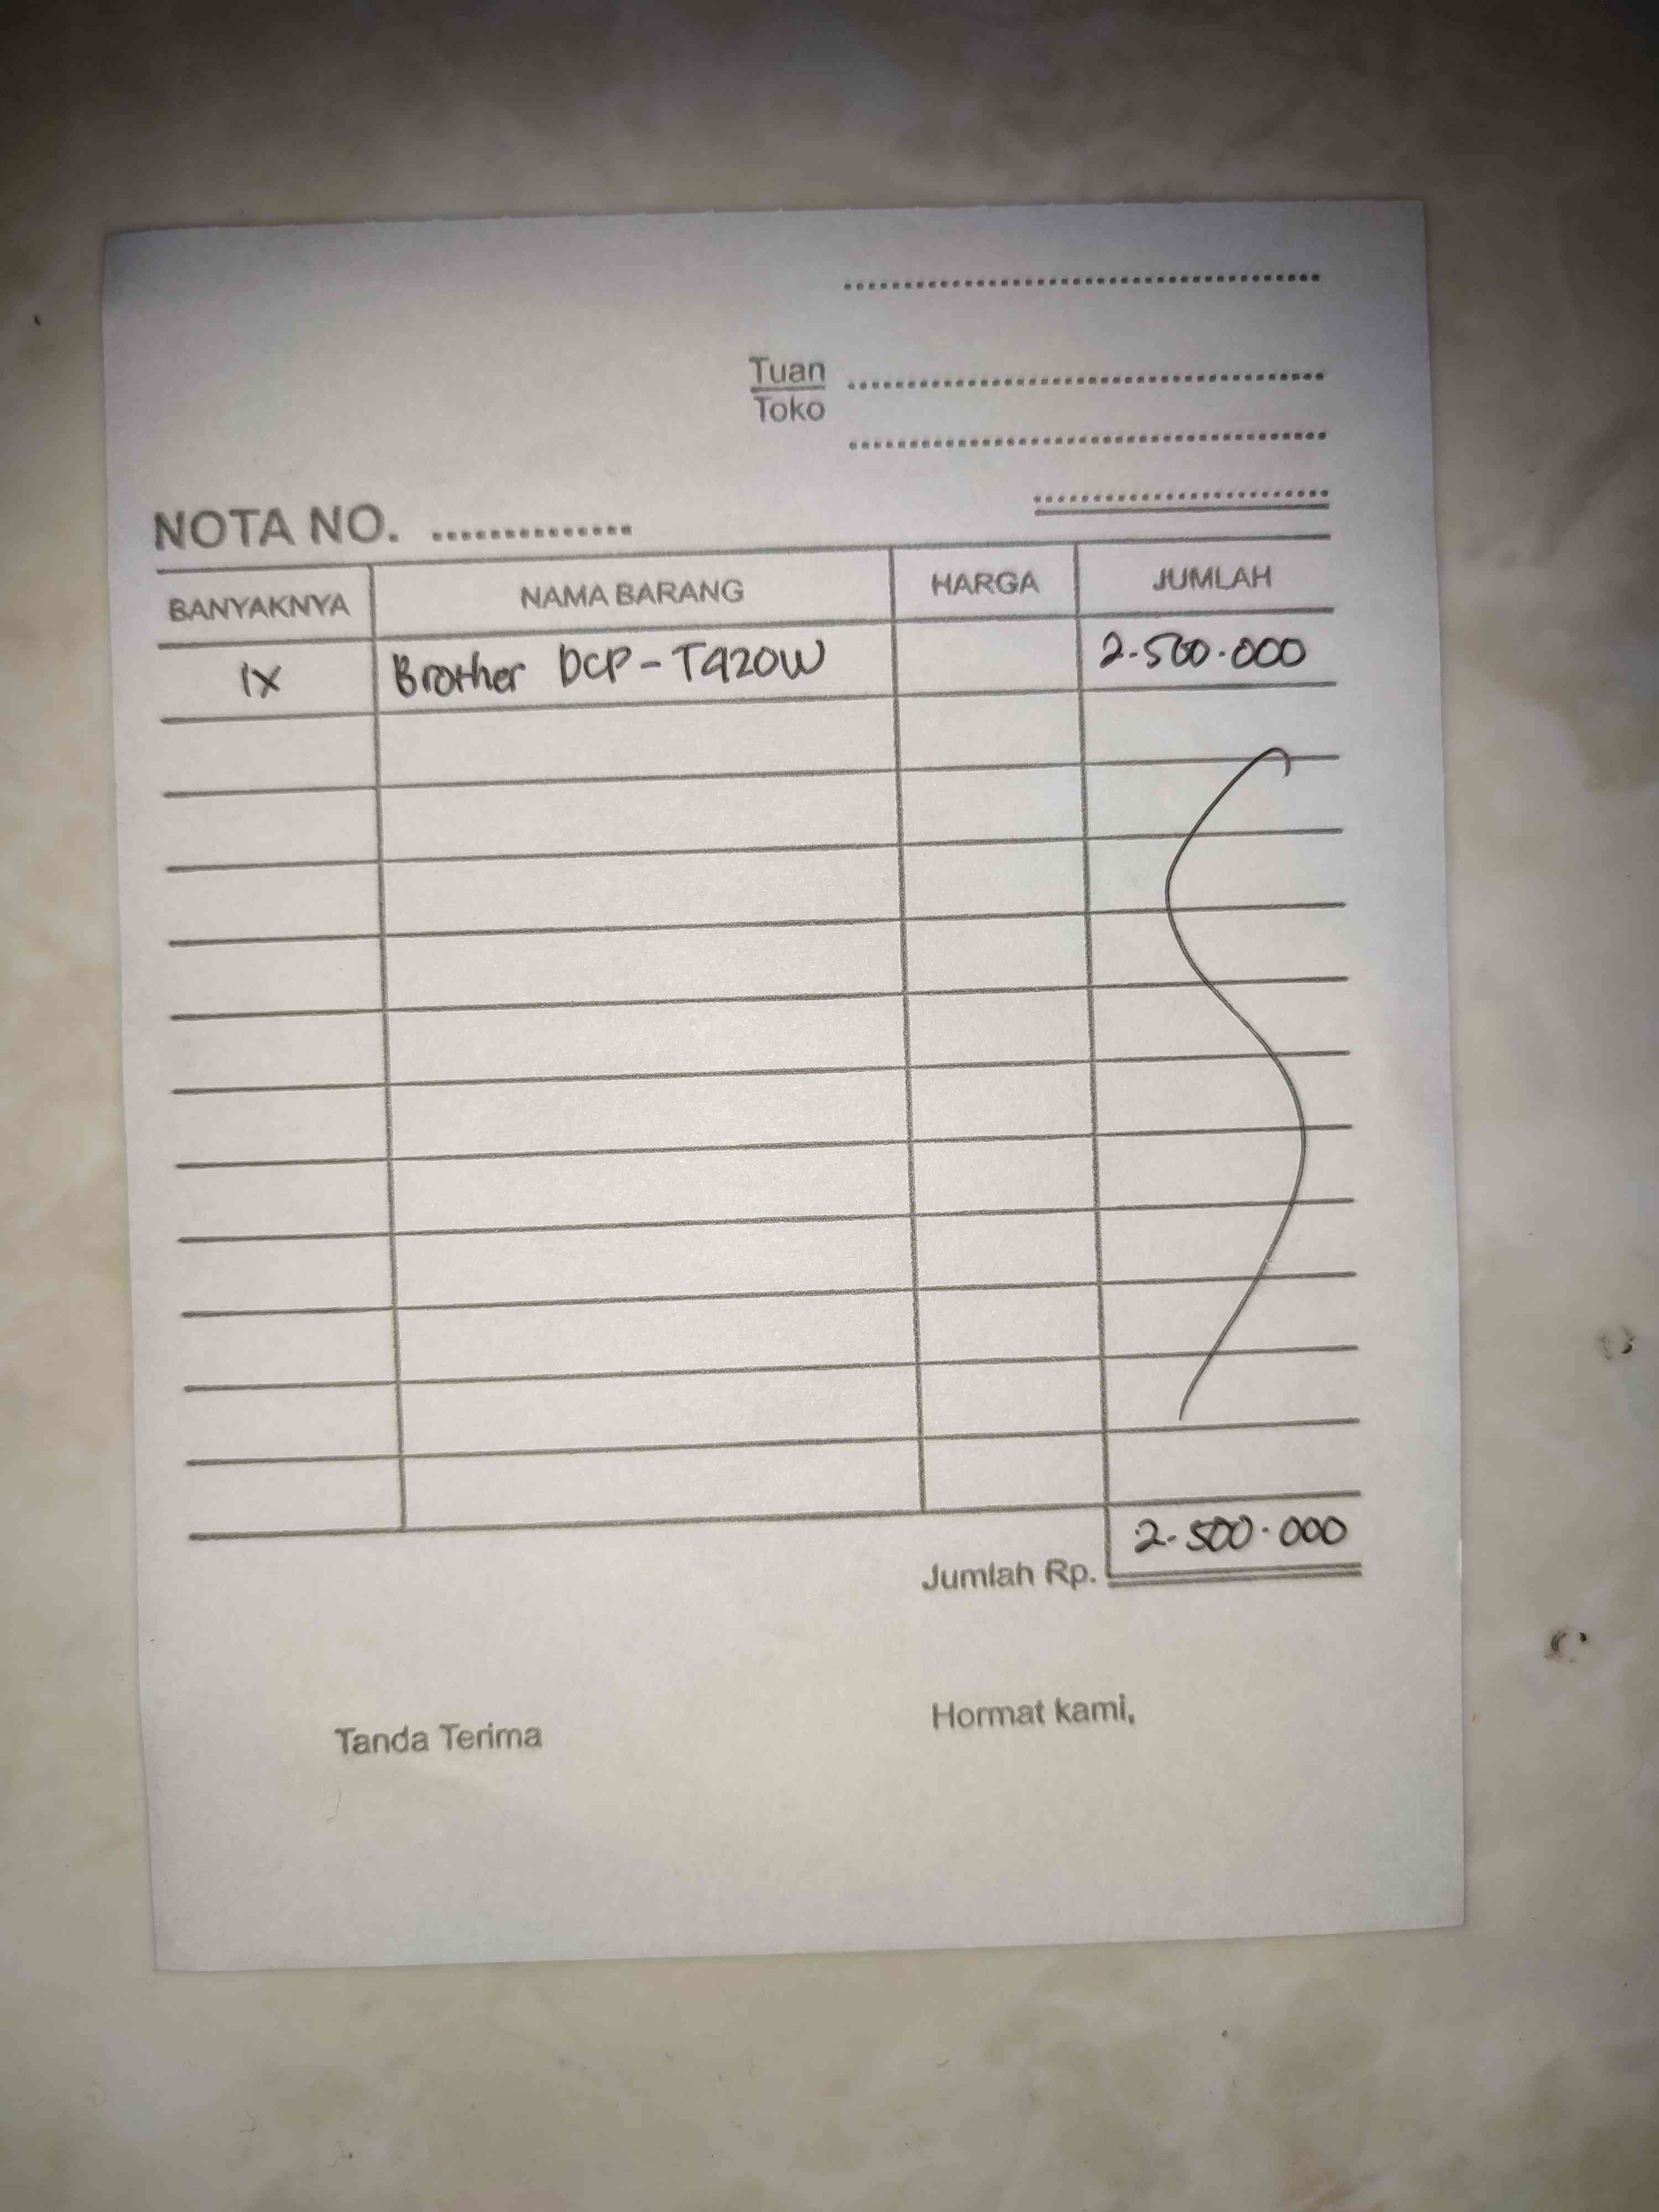 Tuan
Toko
NOTA NO.
BANYAKNYA NAMA BARANG HARGA JUMLAH
1X Brother DCP-T420W 2.500.000
Jumlah Rp. 2.500.000
Tanda Terima Hormat kami,